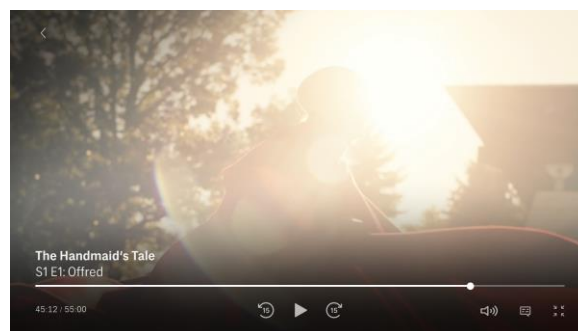 The Handmaid's Tale
S1 E1: Offred
45:12 / 55:00
15
15